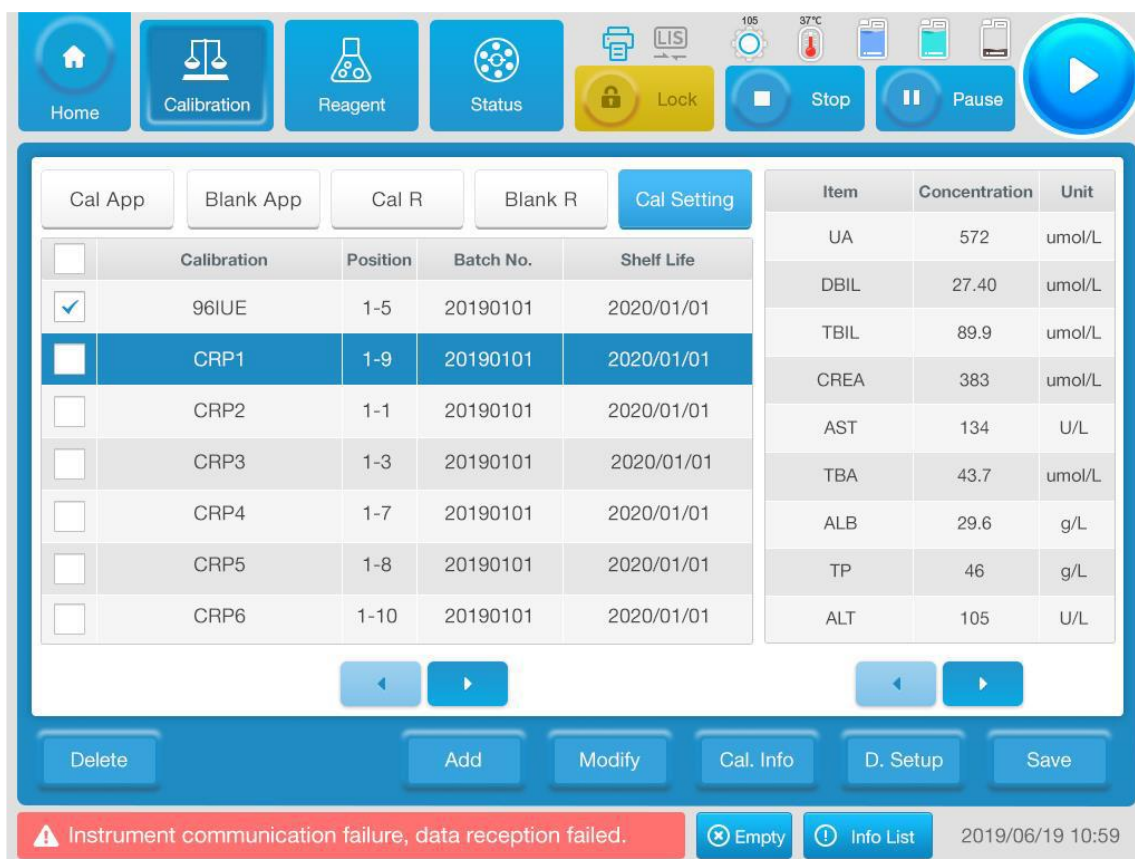 105 37℃
LIS
Home Calibration Reagent Status Lock Stop Pause
Cal App Blank App Cal R Blank R Cal Setting
Calibration Position Batch No. Shelf Life
96IUE 1-5 20190101 2020/01/01
CRP1 1-9 20190101 2020/01/01
CRP2 1-1 20190101 2020/01/01
CRP3 1-3 20190101 2020/01/01
CRP4 1-7 20190101 2020/01/01
CRP5 1-8 20190101 2020/01/01
CRP6 1-10 20190101 2020/01/01
Item Concentration Unit
UA 572 umol/L
DBIL 27.40 umol/L
TBIL 89.9 umol/L
CREA 383 umol/L
AST 134 U/L
TBA 43.7 umol/L
ALB 29.6 g/L
TP 46 g/L
ALT 105 U/L
Delete Add Modify Cal. Info D. Setup Save
Instrument communication failure, data reception failed. Empty Info List 2019/06/19 10:59